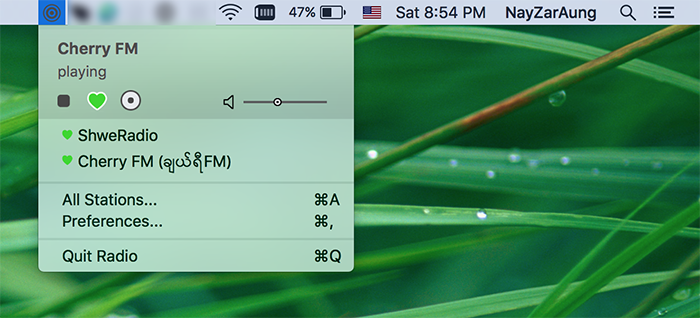 47% Sat 8:54 PM NayZarAung
Cherry FM
playing
ShweRadio
Cherry FM (ချယ်ရီFM)
All Stations... ⌘A
Preferences... ⌘,
Quit Radio ⌘Q